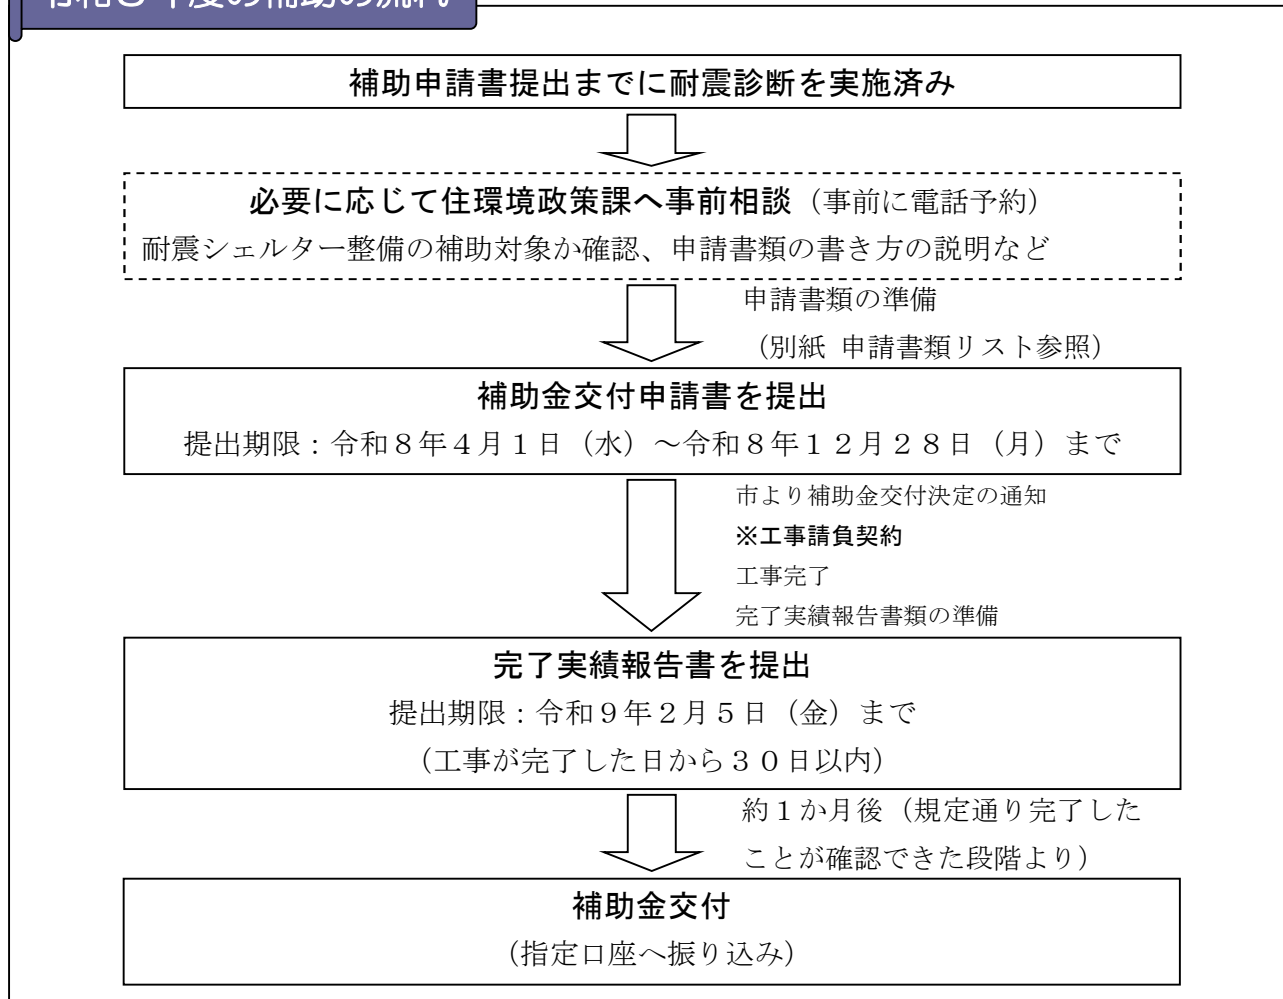 令和８年度の補助の流れ
補助申請書提出までに耐震診断を実施済み
必要に応じて住環境政策課へ事前相談（事前に電話予約）
耐震シェルター整備の補助対象か確認、申請書類の書き方の説明など
申請書類の準備
（別紙 申請書類リスト参照）
補助金交付申請書を提出
提出期限：令和８年４月１日（水）～令和８年１２月２８日（月）まで
市より補助金交付決定の通知
※工事請負契約
工事完了
完了実績報告書類の準備
完了実績報告書を提出
提出期限：令和９年２月５日（金）まで
（工事が完了した日から３０日以内）
約１か月後（規定通り完了した
ことが確認できた段階より）
補助金交付
（指定口座へ振り込み）